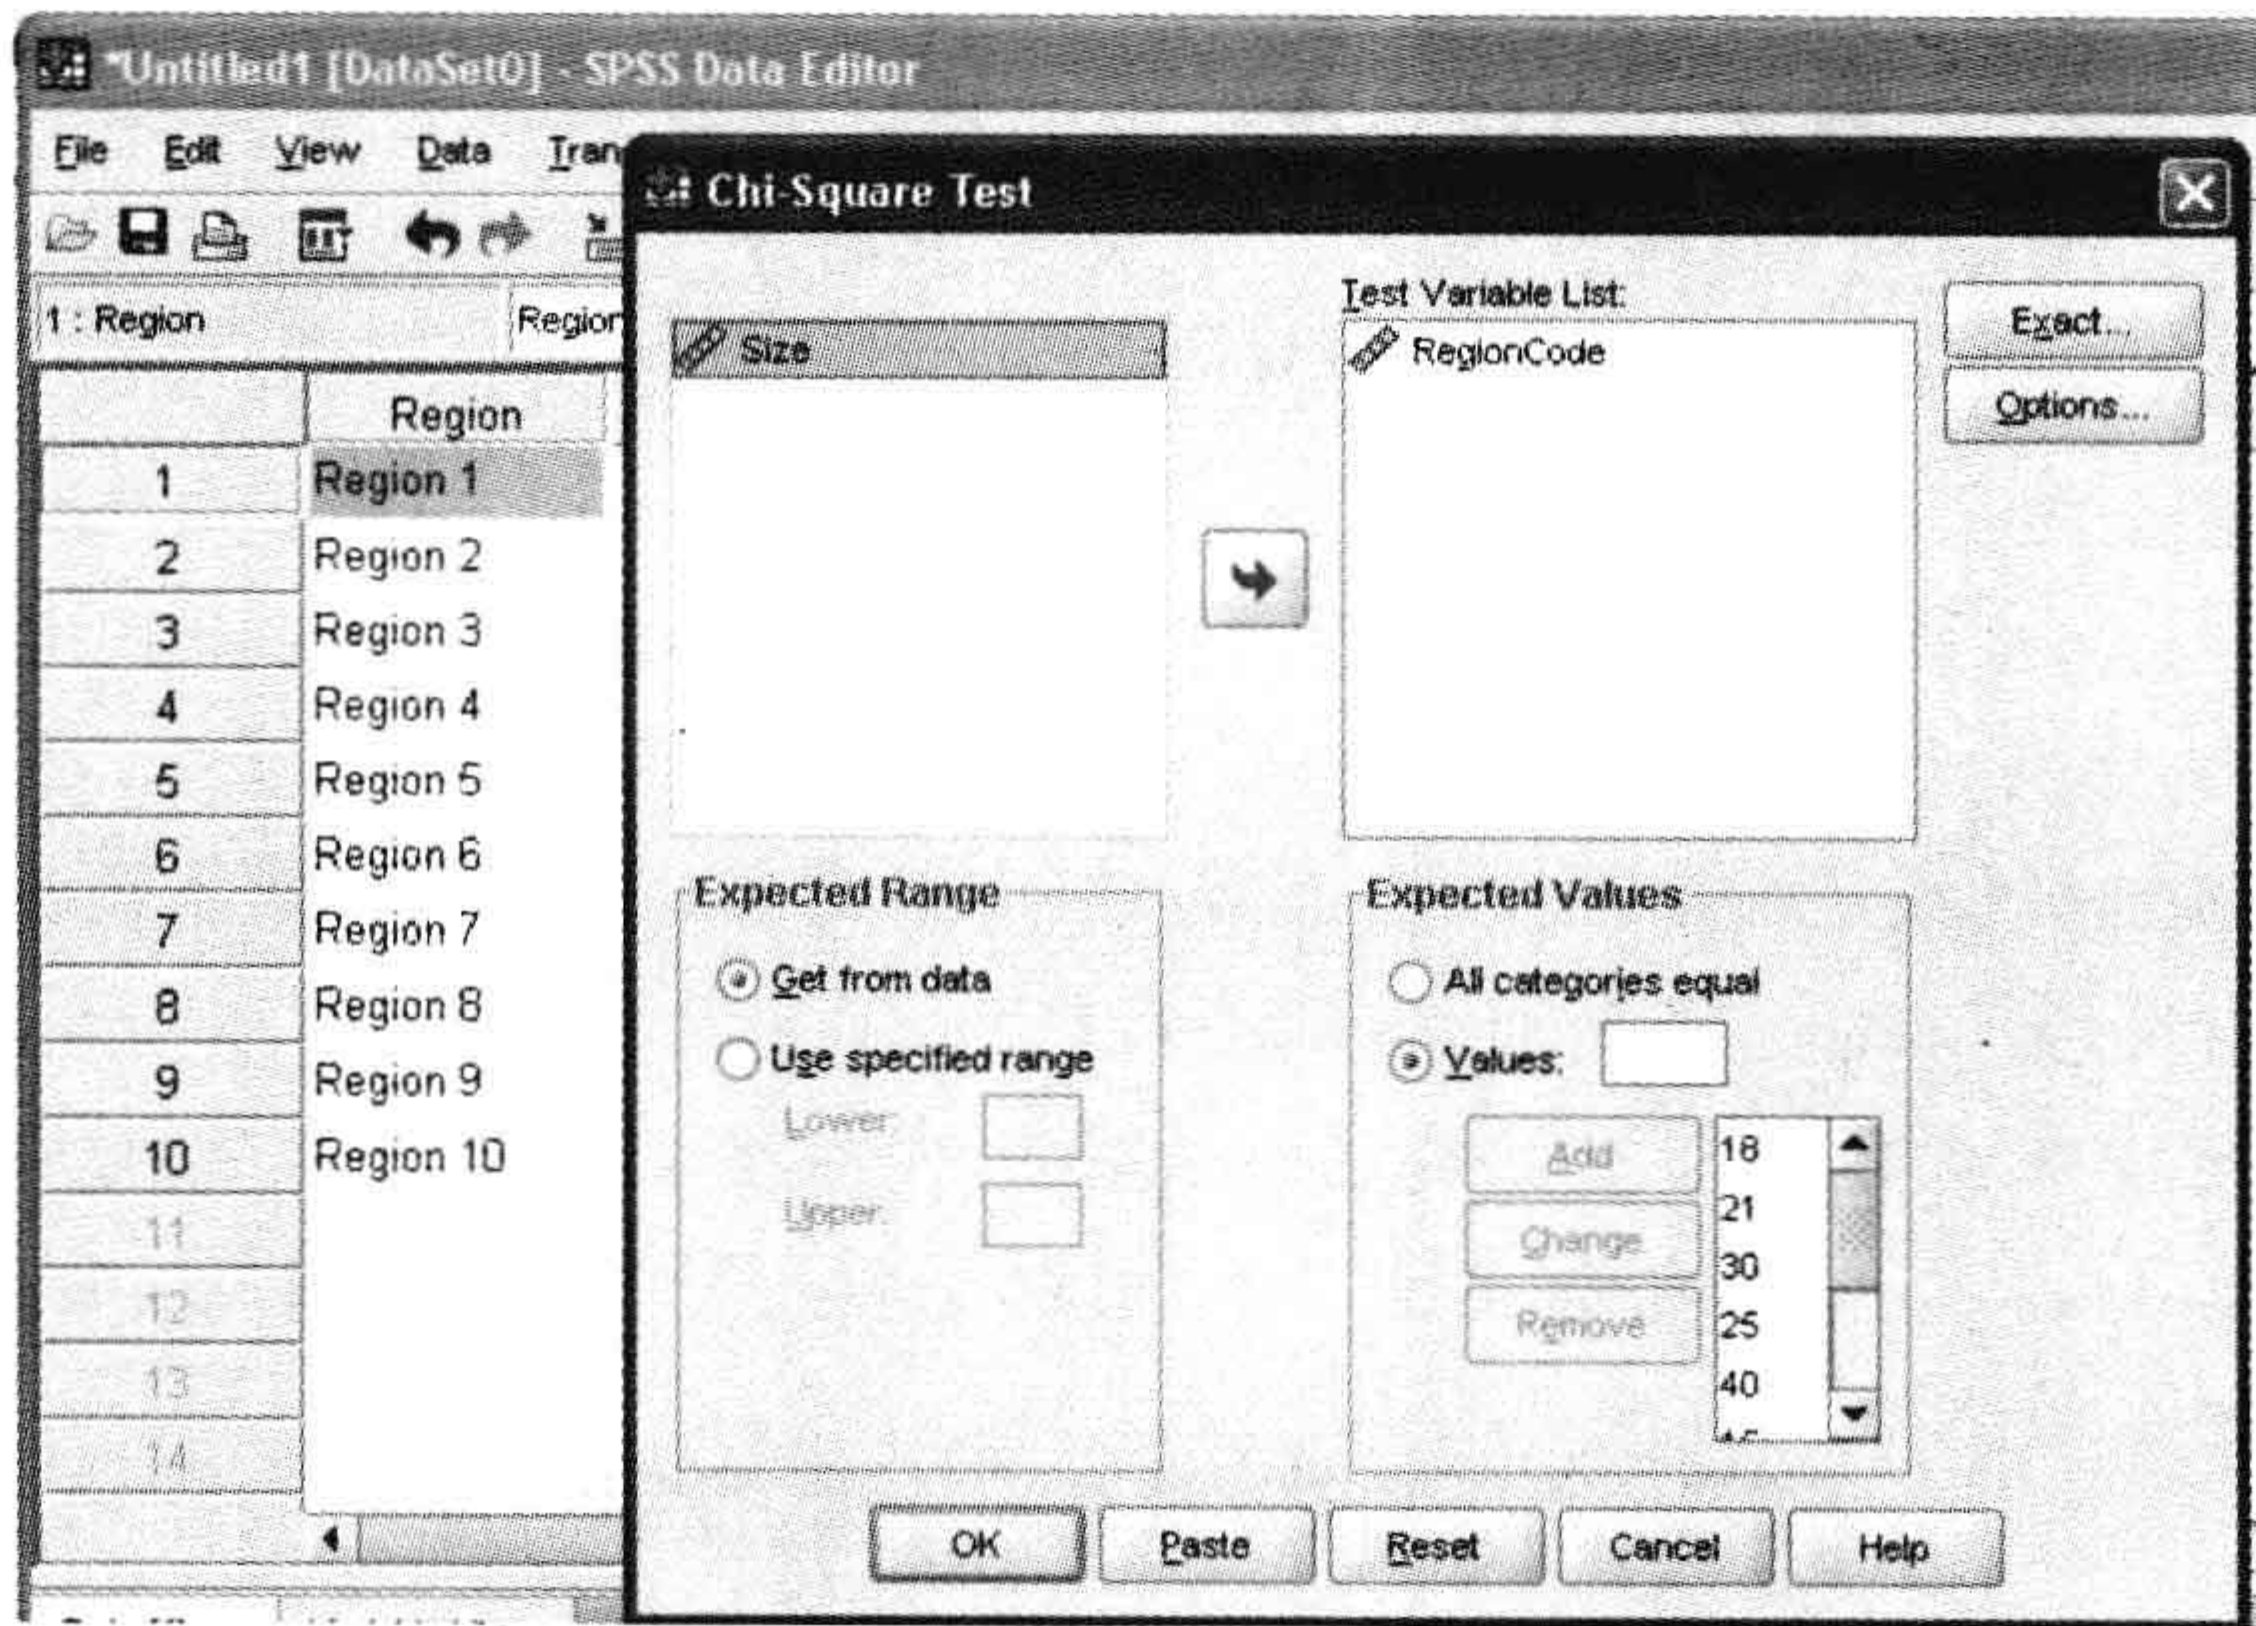 *Untitled1 [DataSet0] - SPSS Data Editor
File Edit View Data Tran
1 : Region Region
Region
1 Region 1
2 Region 2
3 Region 3
4 Region 4
5 Region 5
6 Region 6
7 Region 7
8 Region 8
9 Region 9
10 Region 10
11
12
13
14
Chi-Square Test
Size
Test Variable List:
RegionCode
Exact...
Options...
Expected Range
Get from data
Use specified range
Lower:
Upper:
Expected Values
All categories equal
Values:
Add
Change
Remove
18
21
30
25
40
OK Paste Reset Cancel Help